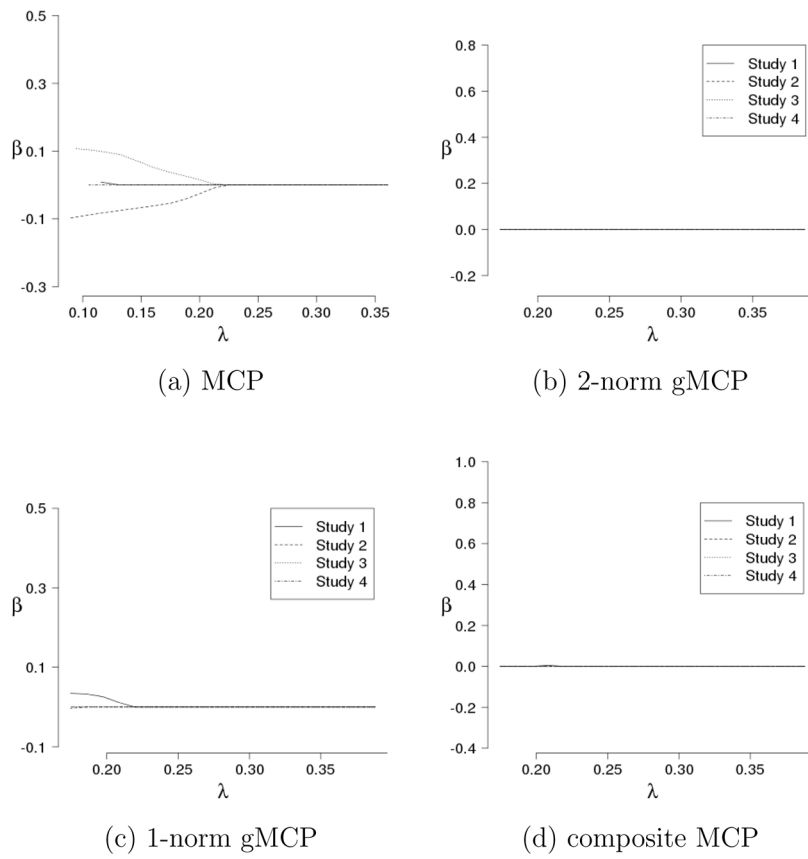 0.5
0.3
0.1
-0.1
-0.3
β
0.10 0.15 0.20 0.25 0.30 0.35
λ
(a) MCP
0.8
0.6
0.4
0.2
0.0
-0.2
β
Study 1
Study 2
Study 3
Study 4
0.20 0.25 0.30 0.35
λ
(b) 2-norm gMCP
0.5
0.3
0.1
-0.1
β
Study 1
Study 2
Study 3
Study 4
0.20 0.25 0.30 0.35
λ
(c) 1-norm gMCP
1.0
0.8
0.6
0.4
0.2
0.0
-0.2
-0.4
β
Study 1
Study 2
Study 3
Study 4
0.20 0.25 0.30 0.35
λ
(d) composite MCP